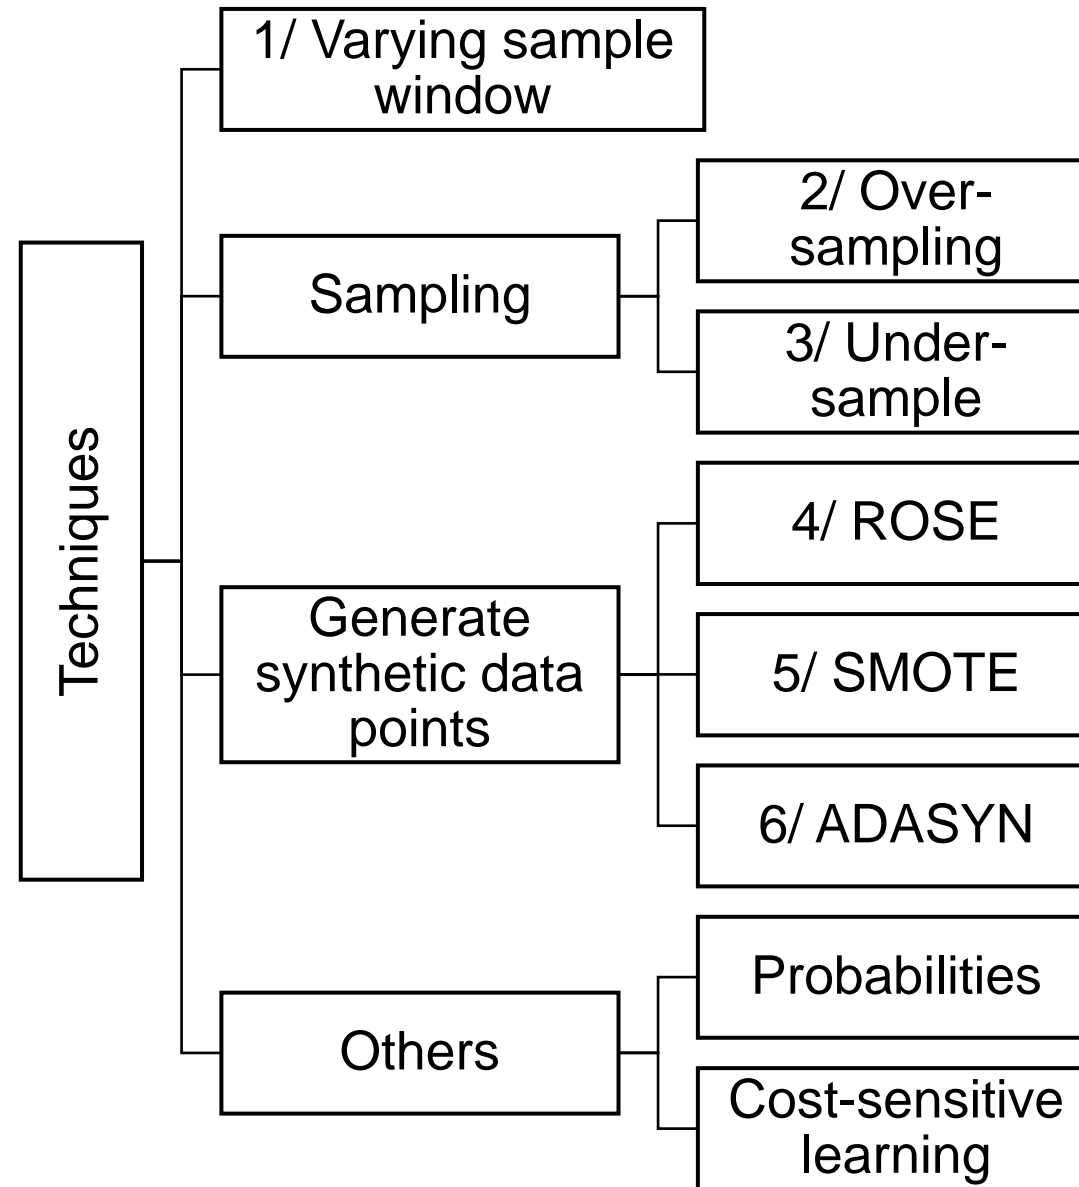 Techniques
1/ Varying sample
window
Sampling
2/ Over-
sampling
3/ Under-
sample
Generate
synthetic data
points
4/ ROSE
5/ SMOTE
6/ ADASYN
Others
Probabilities
Cost-sensitive
learning